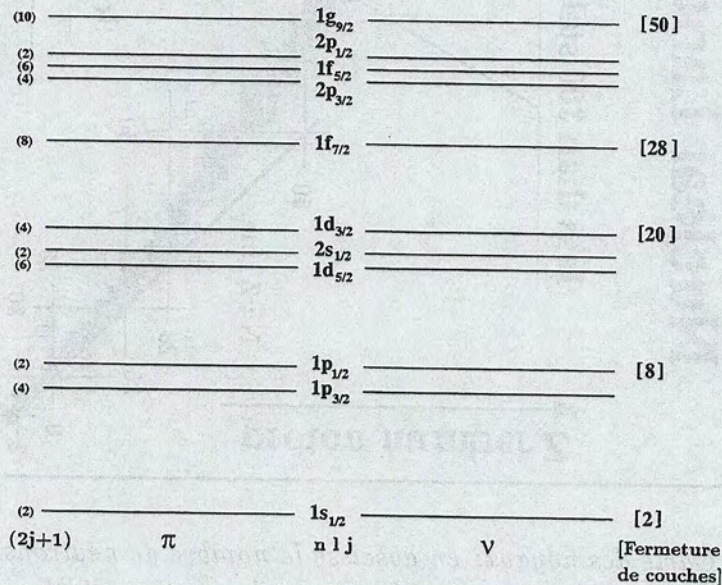 (10) 1g9/2 [50]
2p1/2
(2)
(6) 1f5/2
(4)
2p3/2
(8) 1f7/2 [28]
(4) 1d3/2 [20]
(2) 2s1/2
(6) 1d5/2
(2) 1p1/2 [8]
(4) 1p3/2
(2) 1s1/2 [2]
(2j+1) π n l j ν [Fermeture
de couches]